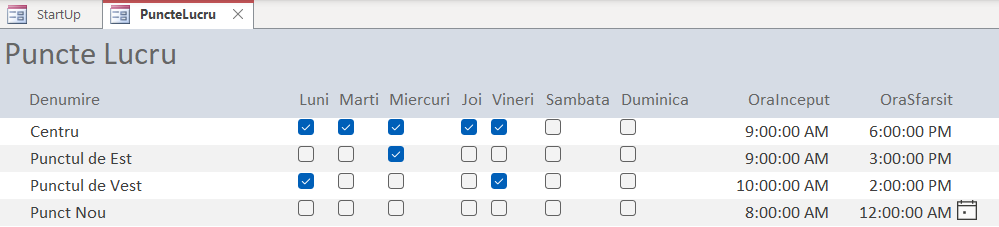 StartUp PuncteLucru
Puncte Lucru
Denumire Luni Marti Miercuri Joi Vineri Sambata Duminica OraInceput OraSfarsit
Centru 9:00:00 AM 6:00:00 PM
Punctul de Est 9:00:00 AM 3:00:00 PM
Punctul de Vest 10:00:00 AM 2:00:00 PM
Punct Nou 8:00:00 AM 12:00:00 AM